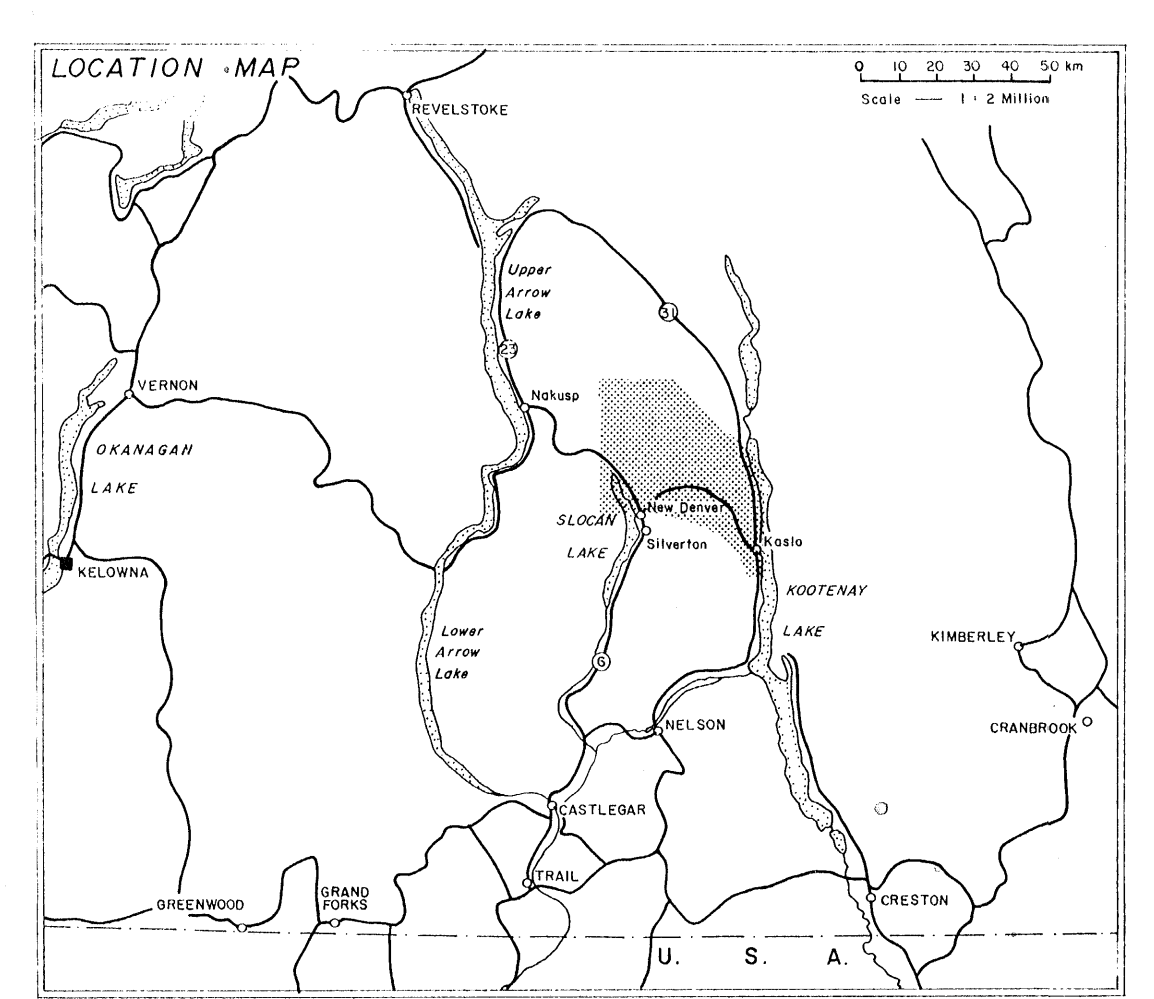 LOCATION MAP
0 10 20 30 40 50 km
Scale — 1 : 2 Million
REVELSTOKE
Upper
Arrow
Lake
31
23
VERNON
Nakusp
OKANAGAN
LAKE
New Denver
SLOCAN
LAKE
Silverton
Kaslo
KELOWNA
KOOTENAY
LAKE
Lower
Arrow
Lake
KIMBERLEY
6
NELSON
CRANBROOK
CASTLEGAR
TRAIL
GRAND
FORKS
GREENWOOD
CRESTON
U. S. A.